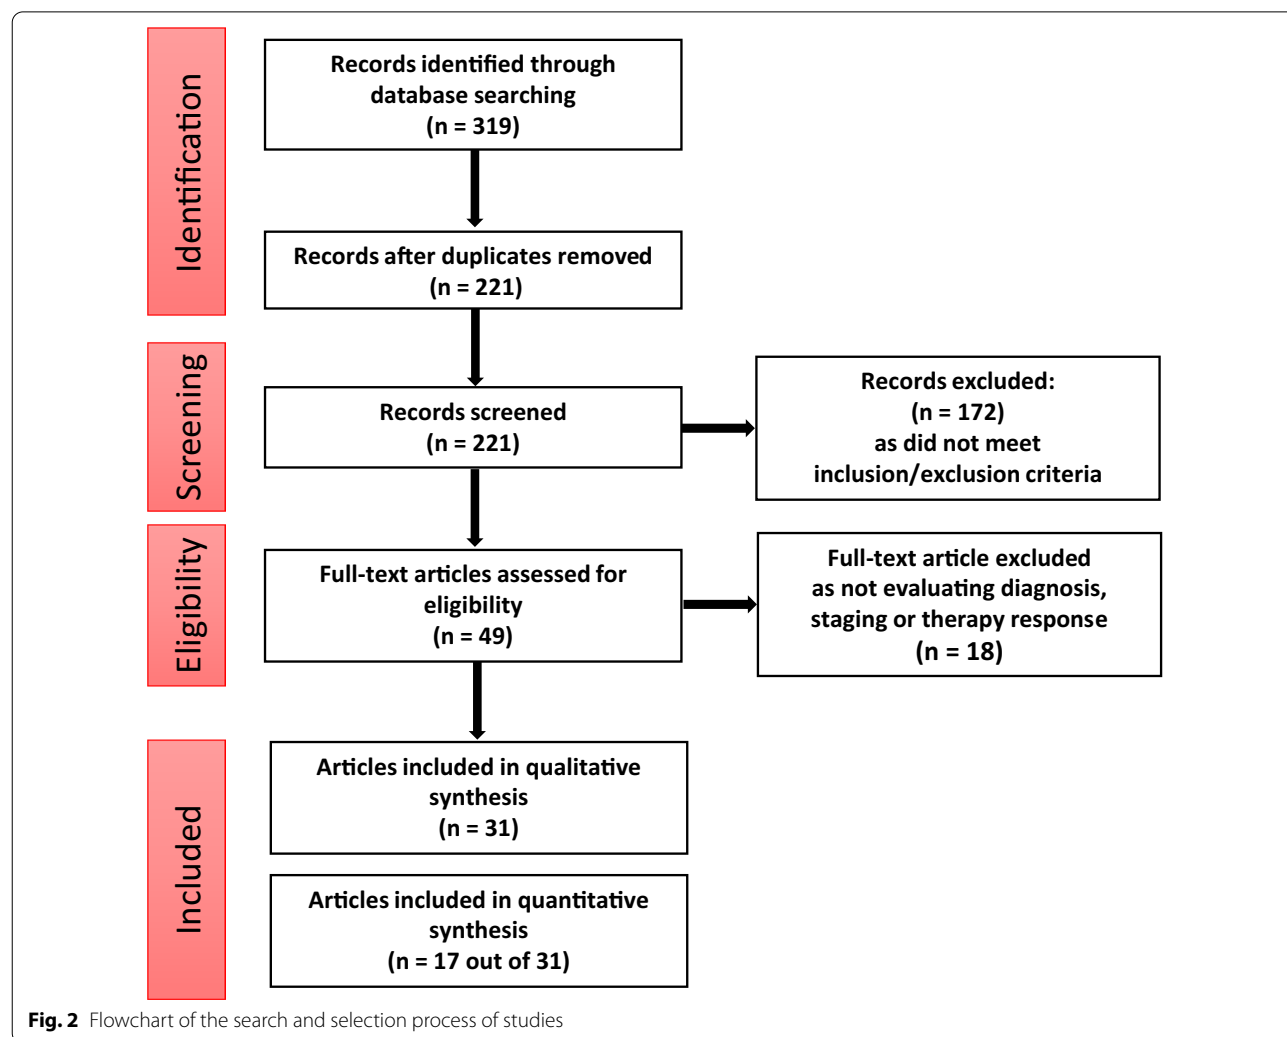 Identification
Records identified through
database searching
(n = 319)
Records after duplicates removed
(n = 221)
Screening
Records screened
(n = 221)
Records excluded:
(n = 172)
as did not meet
inclusion/exclusion criteria
Eligibility
Full-text articles assessed for
eligibility
(n = 49)
Full-text article excluded
as not evaluating diagnosis,
staging or therapy response
(n = 18)
Included
Articles included in qualitative
synthesis
(n = 31)
Articles included in quantitative
synthesis
(n = 17 out of 31)
Fig. 2 Flowchart of the search and selection process of studies